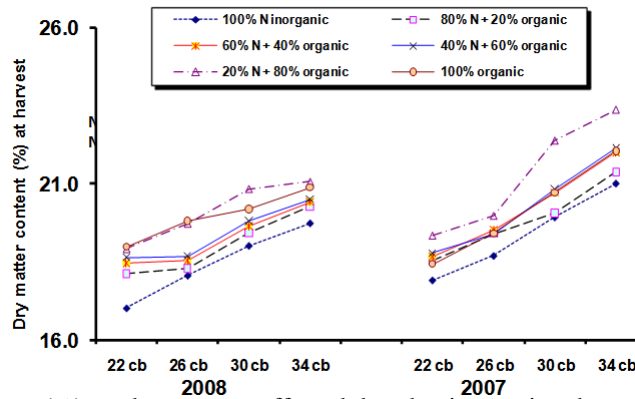 26.0
100% N inorganic
80% N + 20% organic
60% N + 40% organic
40% N + 60% organic
20% N + 80% organic
100% organic
Dry matter content (%) at harvest
N
N
21.0
16.0
22 cb 26 cb 30 cb 34 cb 22 cb 26 cb 30 cb 34 cb
2008 2007